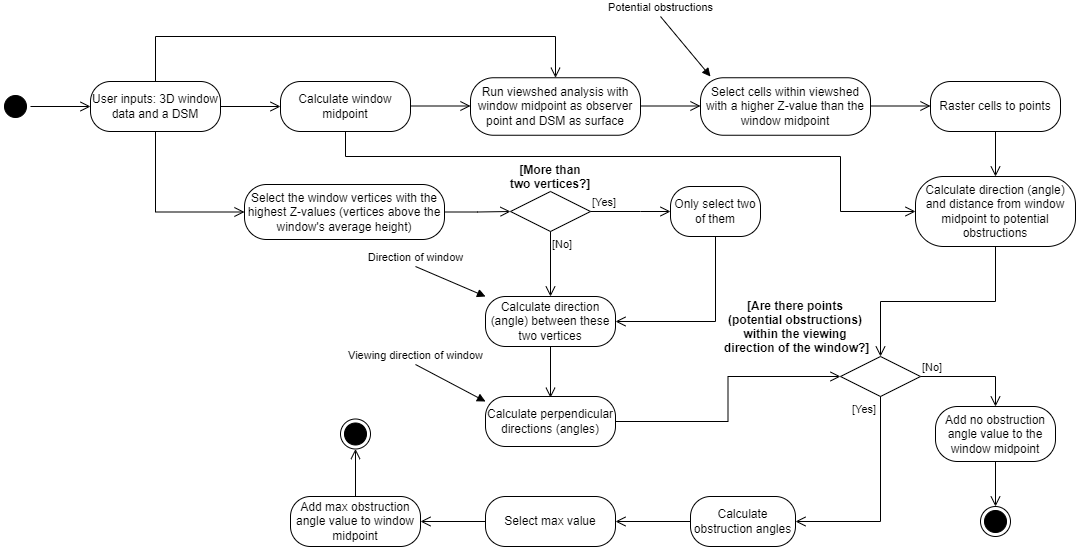 Potential obstructions
User inputs: 3D window
data and a DSM
Calculate window
midpoint
Run viewshed analysis with
window midpoint as observer
point and DSM as surface
Select cells within viewshed
with a higher Z-value than the
window midpoint
Raster cells to points
Select the window vertices with the
highest Z-values (vertices above the
window's average height)
[More than
two vertices?]
[Yes]
[No]
Only select two
of them
Calculate direction (angle)
and distance from window
midpoint to potential
obstructions
Direction of window
Calculate direction
(angle) between these
two vertices
[Are there points
(potential obstructions)
within the viewing
direction of the window?]
[No]
[Yes]
Viewing direction of window
Calculate perpendicular
directions (angles)
Add no obstruction
angle value to the
window midpoint
Calculate
obstruction angles
Select max value
Add max obstruction
angle value to window
midpoint